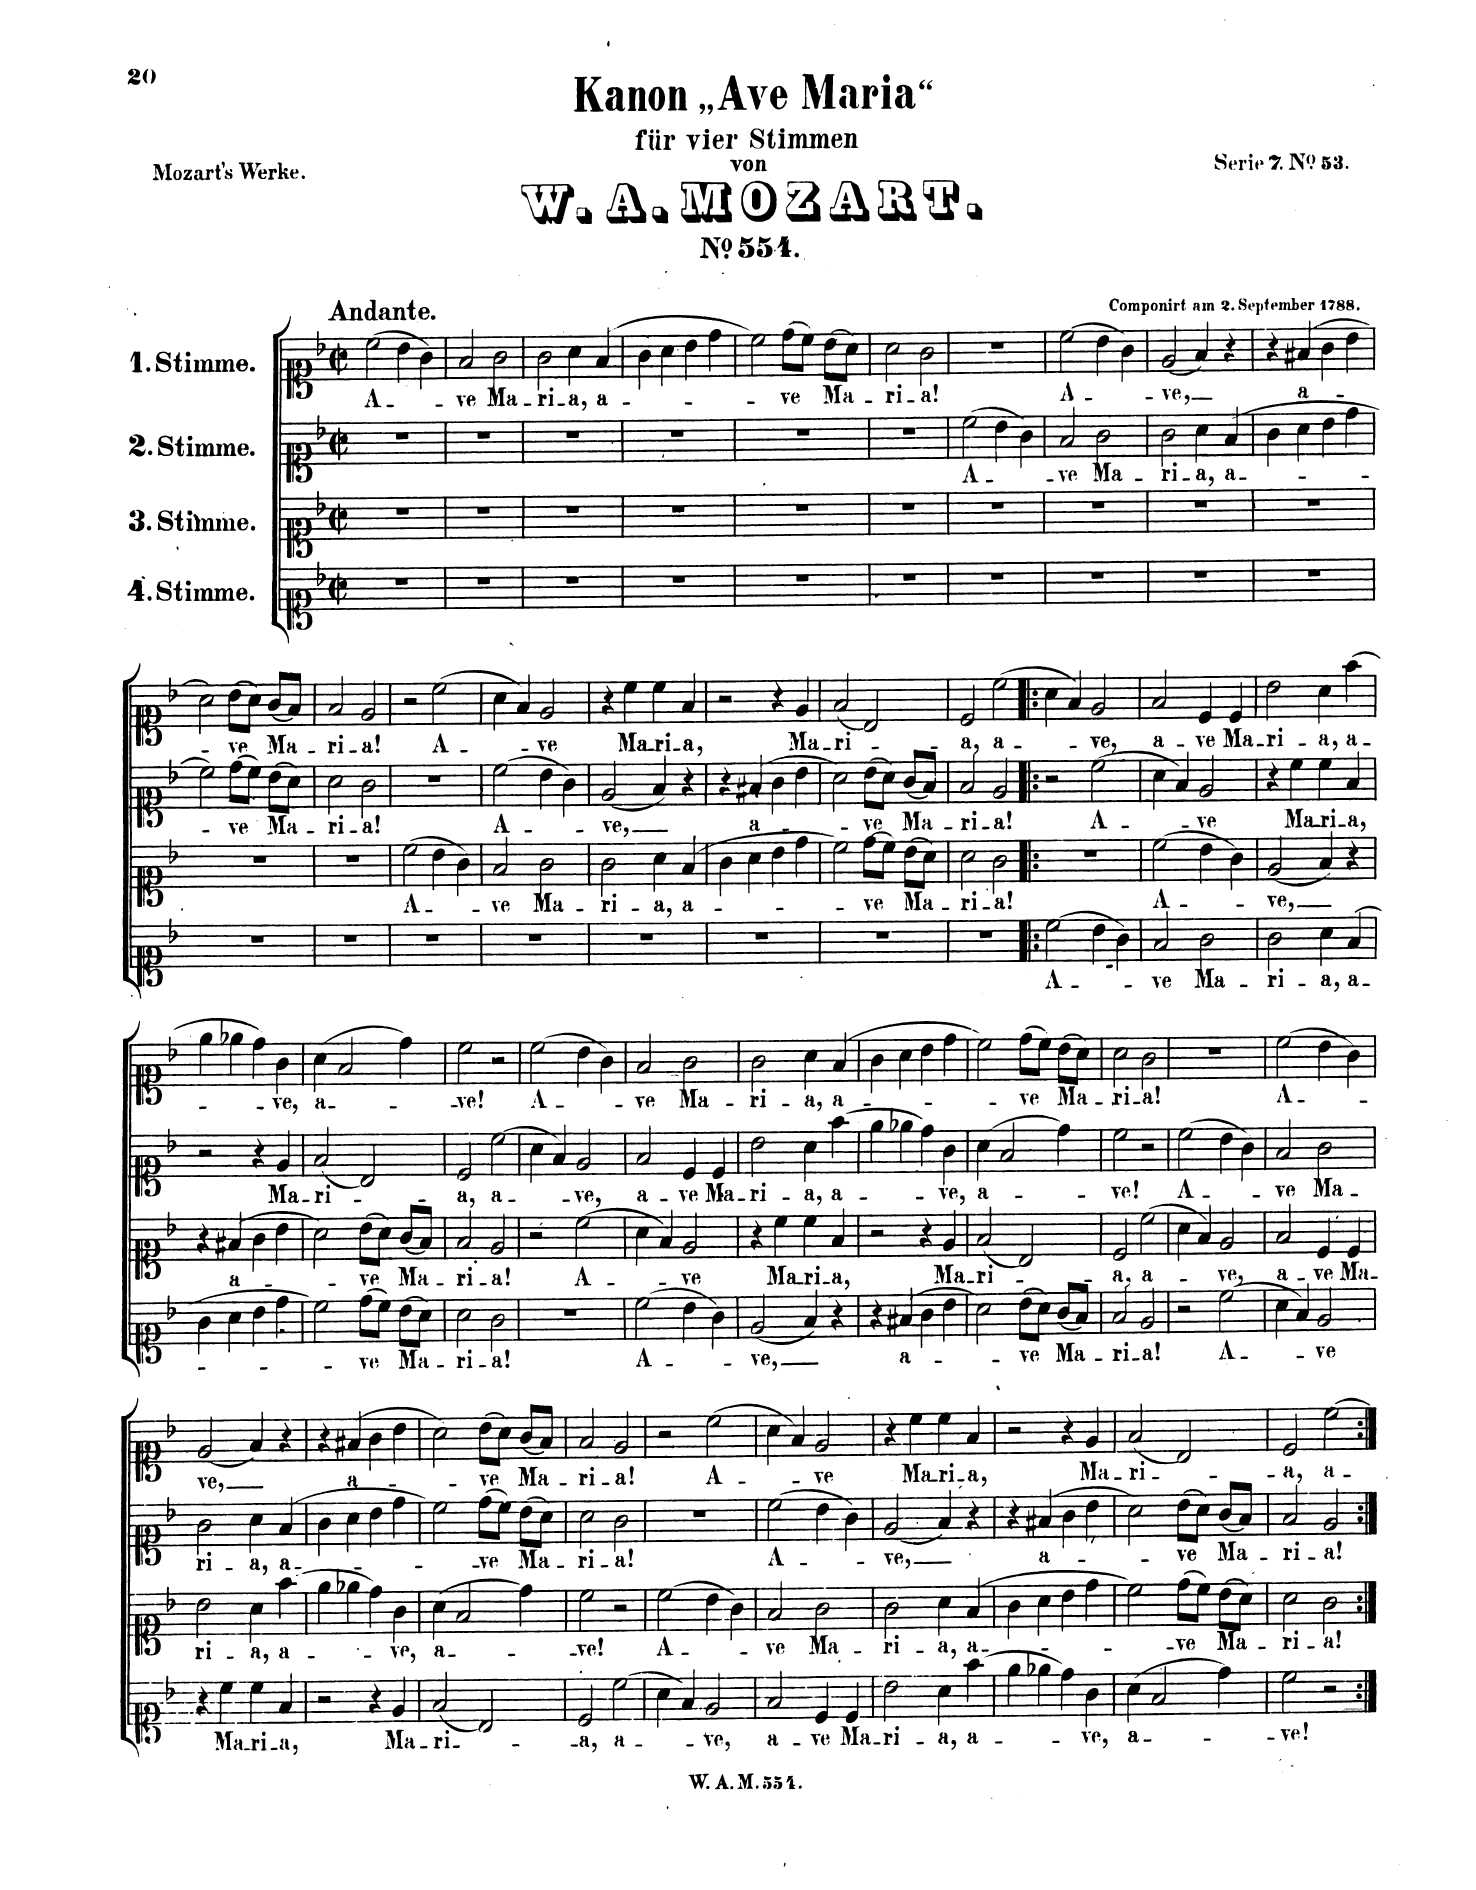 20
Kanon „Ave Maria“
für vier Stimmen
von
Mozart's Werke.
Serie 7. No. 53.
W. A. MOZART.
No. 554.
Andante.
Componirt am 2. September 1788.
1. Stimme.
A - ve Ma - ri - a, a - ve Ma - ri - a! A - ve, a -
2. Stimme.
A - ve Ma - ri - a, a -
3. Stimme.
4. Stimme.
- ve Ma - ri - a! A - ve Ma - ri - a, Ma - ri - a, a - ve, a - ve Ma - ri - a, a -
- ve Ma - ri - a! A - ve, a - ve Ma - ri - a! A - ve Ma - ri - a,
A - ve Ma - ri - a, a - ve Ma - ri - a! A - ve,
A - ve Ma - ri - a, a -
- ve, a - ve! A - ve Ma - ri - a, a - ve Ma - ri - a! A -
Ma - ri - a, a - ve, a - ve Ma - ri - a, a - ve, a - ve! A - ve Ma -
a - ve Ma - ri - a! A - ve Ma - ri - a, Ma - ri - a, a - ve, a - ve Ma -
- ve Ma - ri - a! A - ve, a - ve Ma - ri - a! A - ve
ve, a - ve Ma - ri - a! A - ve Ma - ri - a, Ma - ri - a, a -
ri - a, a - ve Ma - ri - a! A - ve, a - ve Ma - ri - a!
ri - a, a - ve, a - ve! A - ve Ma - ri - a, a - ve Ma - ri - a!
Ma - ri - a, Ma - ri - a, a - ve, a - ve Ma - ri - a, a - ve, a - ve!
W. A. M. 554.